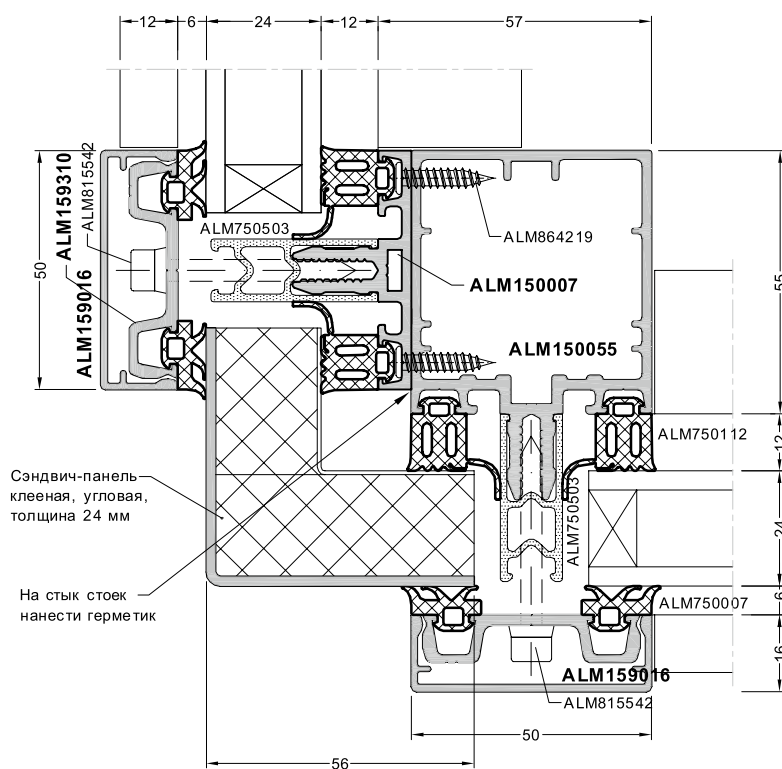 12
6
24
12
57
ALM159310
ALM815542
50
ALM159016
ALM750503
ALM864219
ALM150007
ALM150055
55
ALM750112
12
Сэндвич-панель
клееная, угловая,
толщина 24 мм
ALM750503
24
На стык стоек
нанести герметик
6
ALM750007
16
ALM159016
ALM815542
50
56